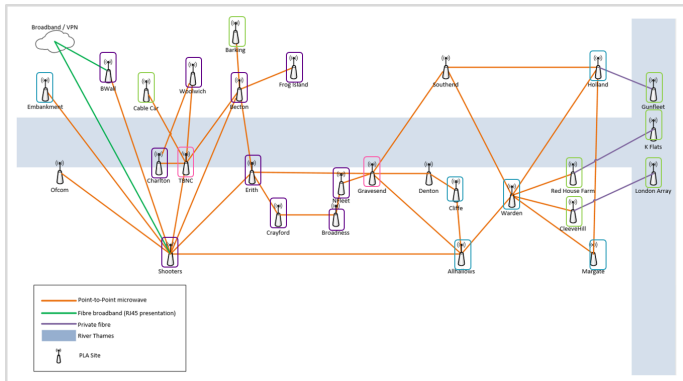 Broadband / VPN
Barking
BWall
Woolwich
Frog Island
Southend
Holland
Embankment
Cable Car
Becton
Gunfleet
K Flats
Ofcom
Charlton
TBNC
Erith
NFleet
Gravesend
Denton
Cliffe
Red House Farm
London Array
Warden
Crayford
Broadness
CleeveHill
Shooters
Allhallows
Margate
Point-to-Point microwave
Fibre broadband (RJ45 presentation)
Private fibre
River Thames
PLA Site